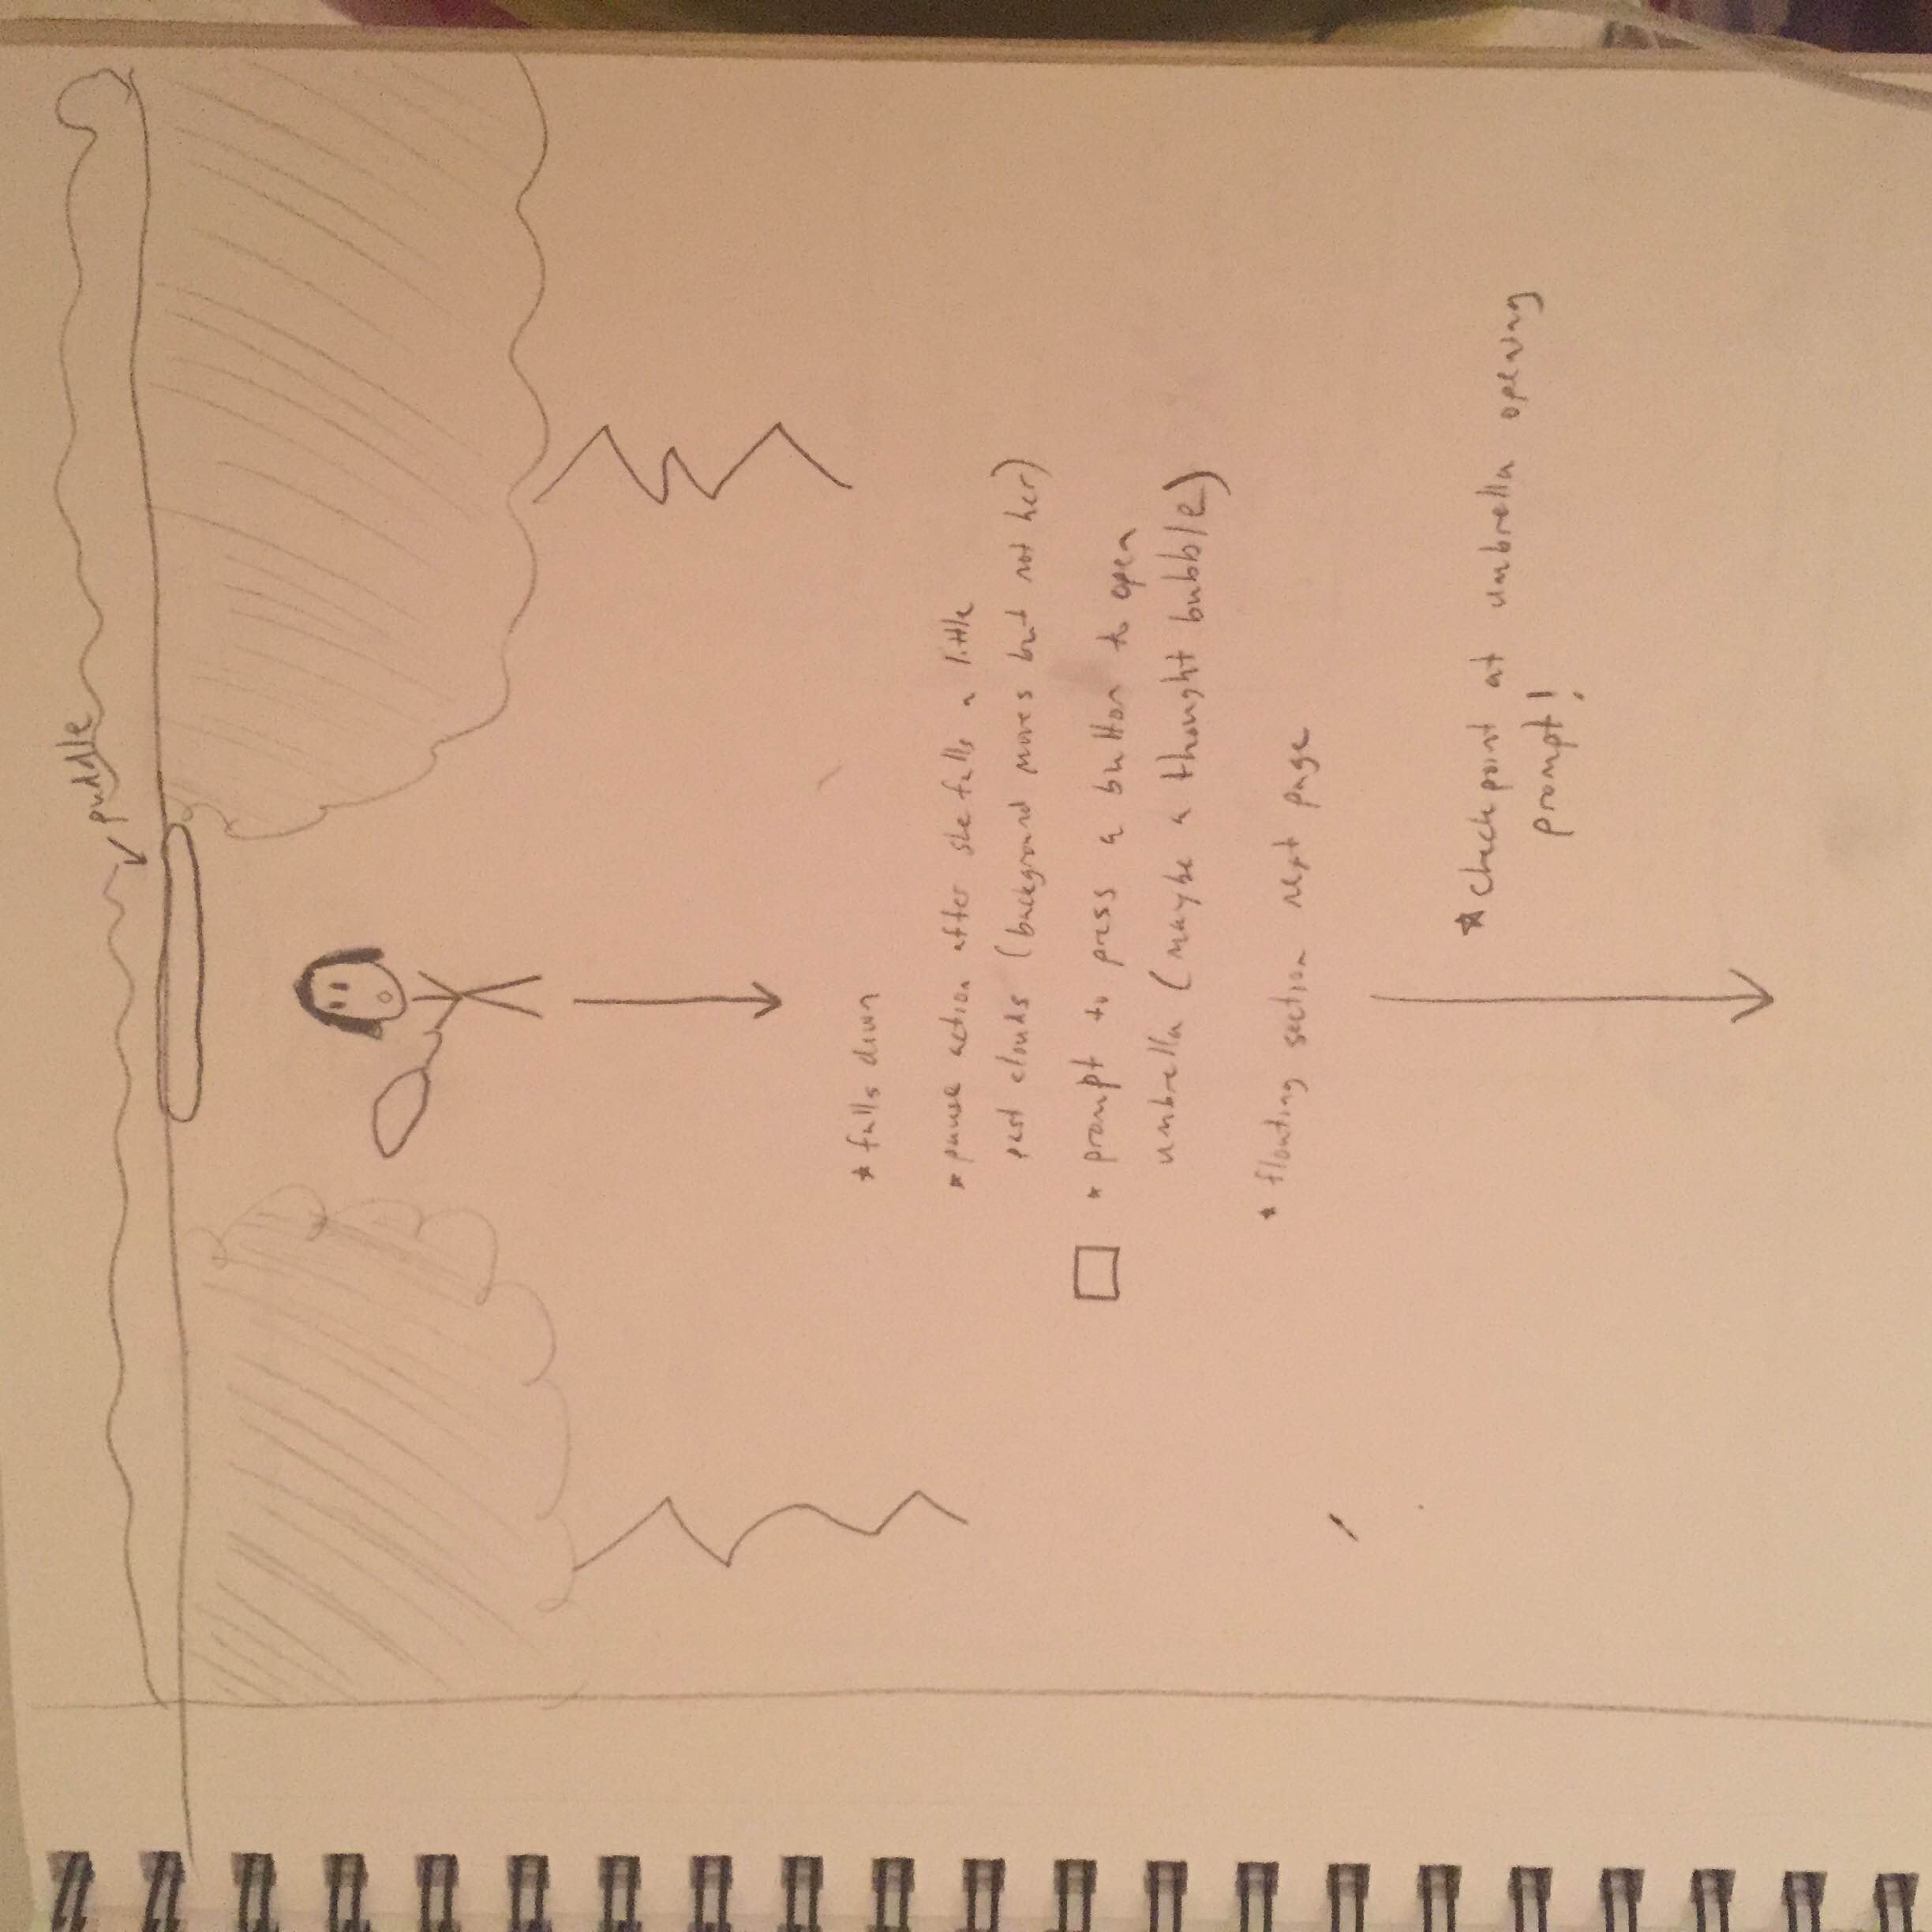 puddle
* falls down
* pause action after she falls a little
past clouds (background moves but not her)
* prompt to press a button to open
umbrella (maybe a thought bubble)
* floating section next page
* checkpoint at umbrella opening
prompt!